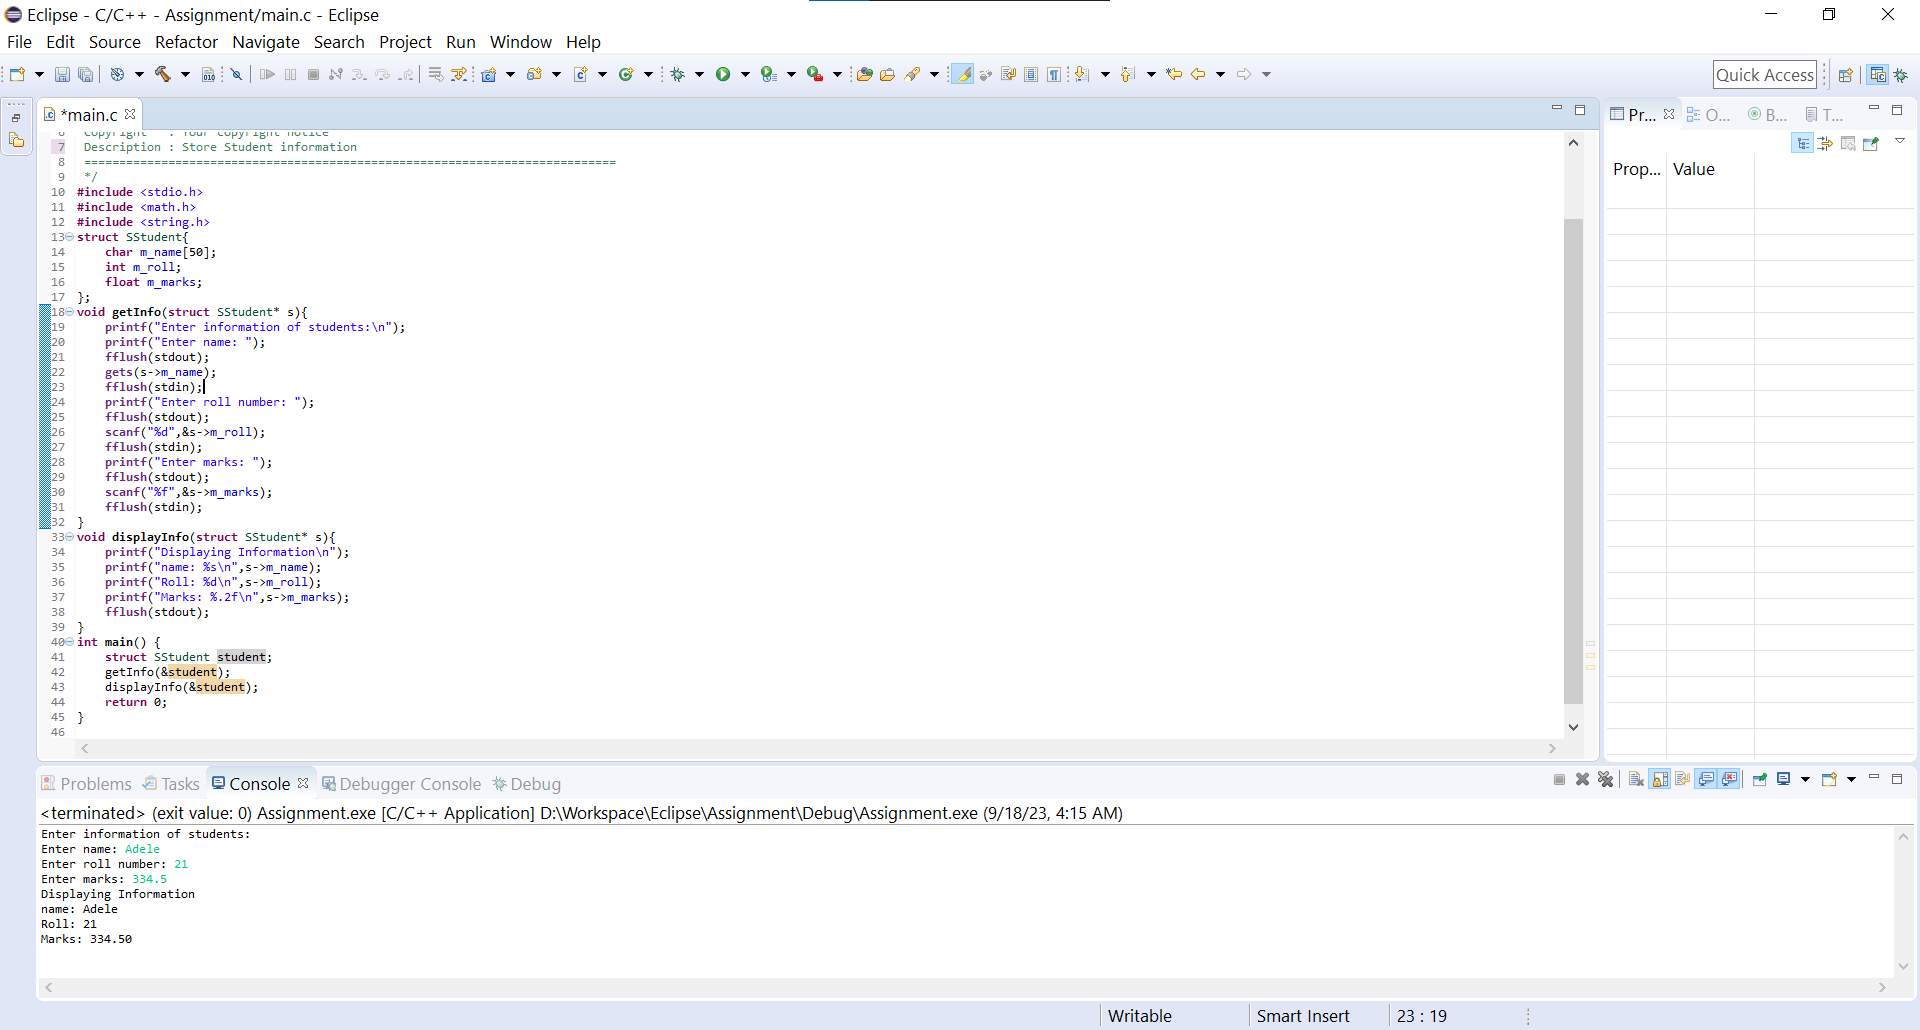 Eclipse - C/C++ - Assignment/main.c - Eclipse
File Edit Source Refactor Navigate Search Project Run Window Help
Quick Access
*main.c
Pr... O... B... T...
Prop... Value
6 Copyright : Your copyright notice
7 Description : Store Student information
8 ============================================================================
9 */
10 #include <stdio.h>
11 #include <math.h>
12 #include <string.h>
13 struct SStudent{
14 char m_name[50];
15 int m_roll;
16 float m_marks;
17 };
18 void getInfo(struct SStudent* s){
19 printf("Enter information of students:\n");
20 printf("Enter name: ");
21 fflush(stdout);
22 gets(s->m_name);
23 fflush(stdin);
24 printf("Enter roll number: ");
25 fflush(stdout);
26 scanf("%d",&s->m_roll);
27 fflush(stdin);
28 printf("Enter marks: ");
29 fflush(stdout);
30 scanf("%f",&s->m_marks);
31 fflush(stdin);
32 }
33 void displayInfo(struct SStudent* s){
34 printf("Displaying Information\n");
35 printf("name: %s\n",s->m_name);
36 printf("Roll: %d\n",s->m_roll);
37 printf("Marks: %.2f\n",s->m_marks);
38 fflush(stdout);
39 }
40 int main() {
41 struct SStudent student;
42 getInfo(&student);
43 displayInfo(&student);
44 return 0;
45 }
46
Problems Tasks Console Debugger Console Debug
<terminated> (exit value: 0) Assignment.exe [C/C++ Application] D:\Workspace\Eclipse\Assignment\Debug\Assignment.exe (9/18/23, 4:15 AM)
Enter information of students:
Enter name: Adele
Enter roll number: 21
Enter marks: 334.5
Displaying Information
name: Adele
Roll: 21
Marks: 334.50
Writable Smart Insert 23 : 19